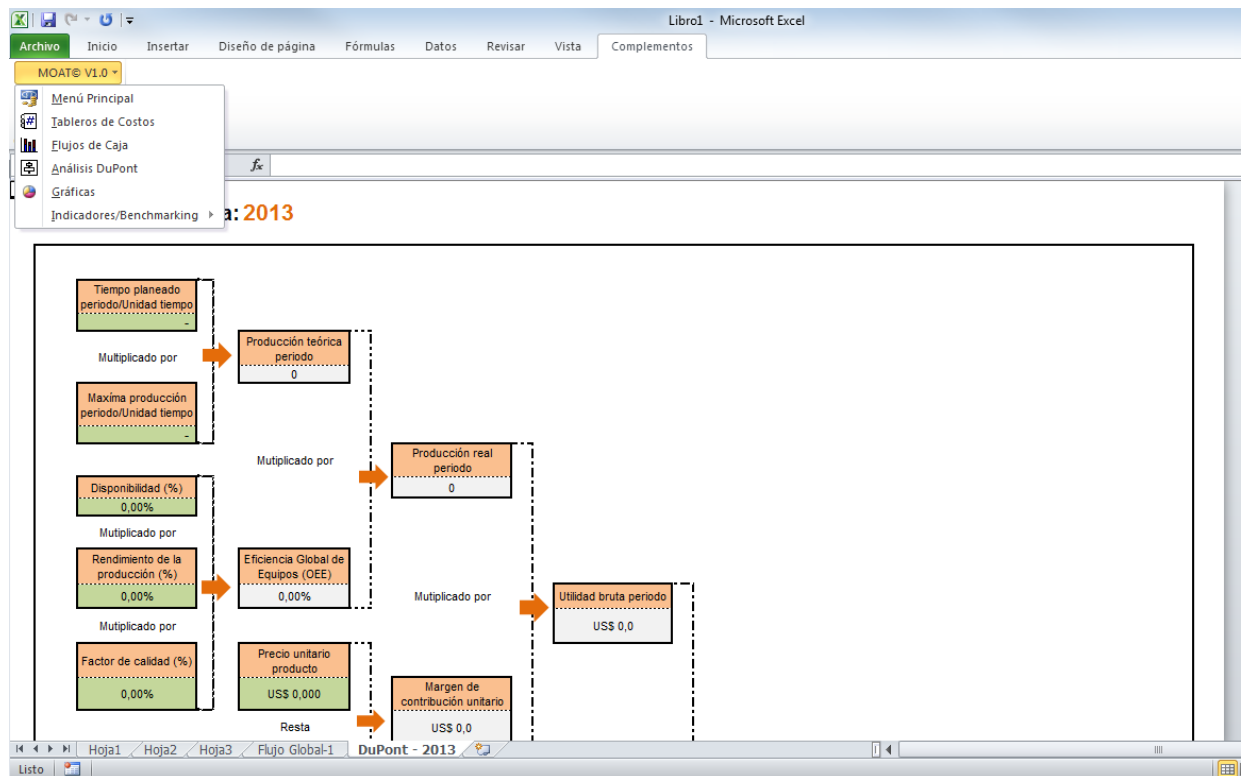 Libro1 - Microsoft Excel
Archivo Inicio Insertar Diseño de página Fórmulas Datos Revisar Vista Complementos
MOAT© V1.0
Menú Principal
Tableros de Costos
Flujos de Caja
Análisis DuPont
Gráficas
Indicadores/Benchmarking
fx
a: 2013
Tiempo planeado
periodo/Unidad tiempo
-
Multiplicado por
Maxíma producción
periodo/Unidad tiempo
-
Producción teórica
periodo
0
Mutiplicado por
Producción real
periodo
0
Disponibilidad (%)
0,00%
Mutiplicado por
Rendimiento de la
producción (%)
0,00%
Mutiplicado por
Factor de calidad (%)
0,00%
Eficiencia Global de
Equipos (OEE)
0,00%
Mutiplicado por
Utilidad bruta periodo
US$ 0,0
Precio unitario
producto
US$ 0,000
Resta
Margen de
contribución unitario
US$ 0,0
Hoja1 Hoja2 Hoja3 Flujo Global-1 DuPont - 2013
Listo